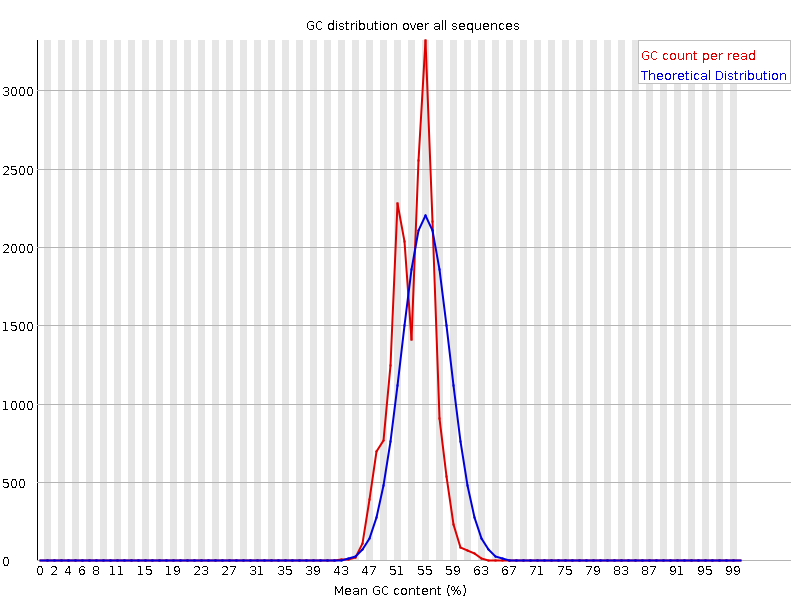 GC distribution over all sequences
GC count per read
Theoretical Distribution
3000
2500
2000
1500
1000
500
0
0 2 4 6 8 11 15 19 23 27 31 35 39 43 47 51 55 59 63 67 71 75 79 83 87 91 95 99
Mean GC content (%)